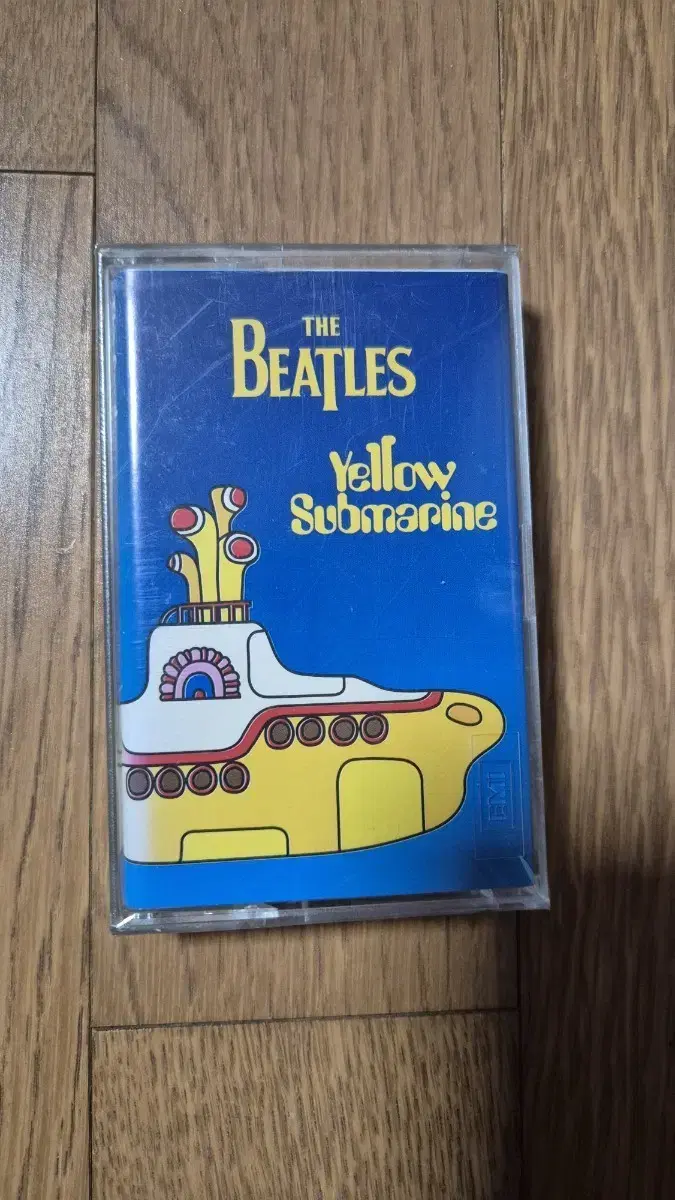 THE
BEATLES
Yellow
Submarine
EMI